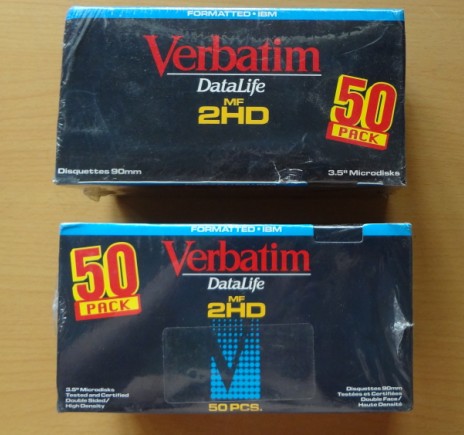 FORMATTED • IBM
Verbatim
DataLife
MF
2HD
50
PACK
Disquettes 90mm
3.5" Microdisks
FORMATTED • IBM
50
PACK
Verbatim
DataLife
MF
2HD
3.5" Microdisks
Tested and Certified
Double Sided/
High Density
50 PCS.
Disquettes 90mm
Testées et Certifiées
Double Face/
Haute Densité